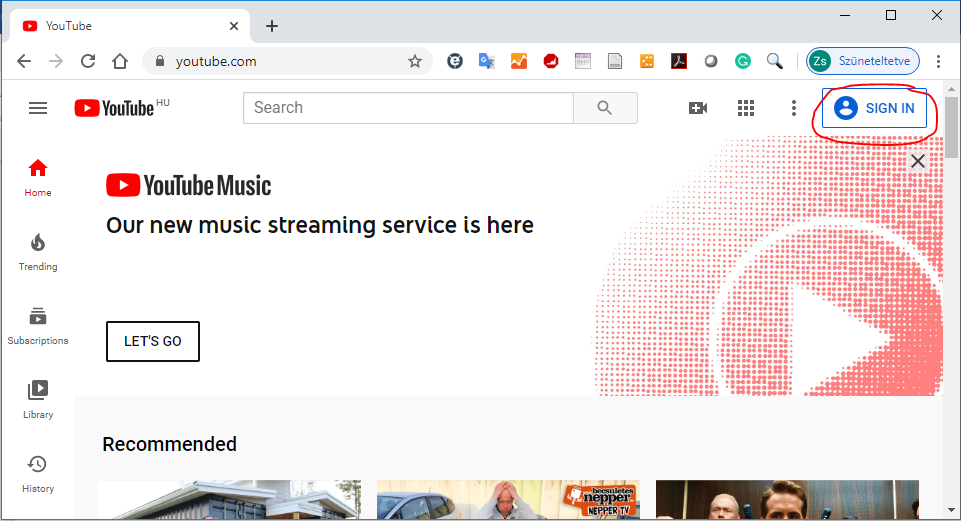 YouTube
youtube.com
Zs Szüneteltetve
YouTube HU
Search
SIGN IN
Home
Trending
Subscriptions
Library
History
YouTube Music
Our new music streaming service is here
LET'S GO
Recommended
becsületes
nepper
NEPPER TV